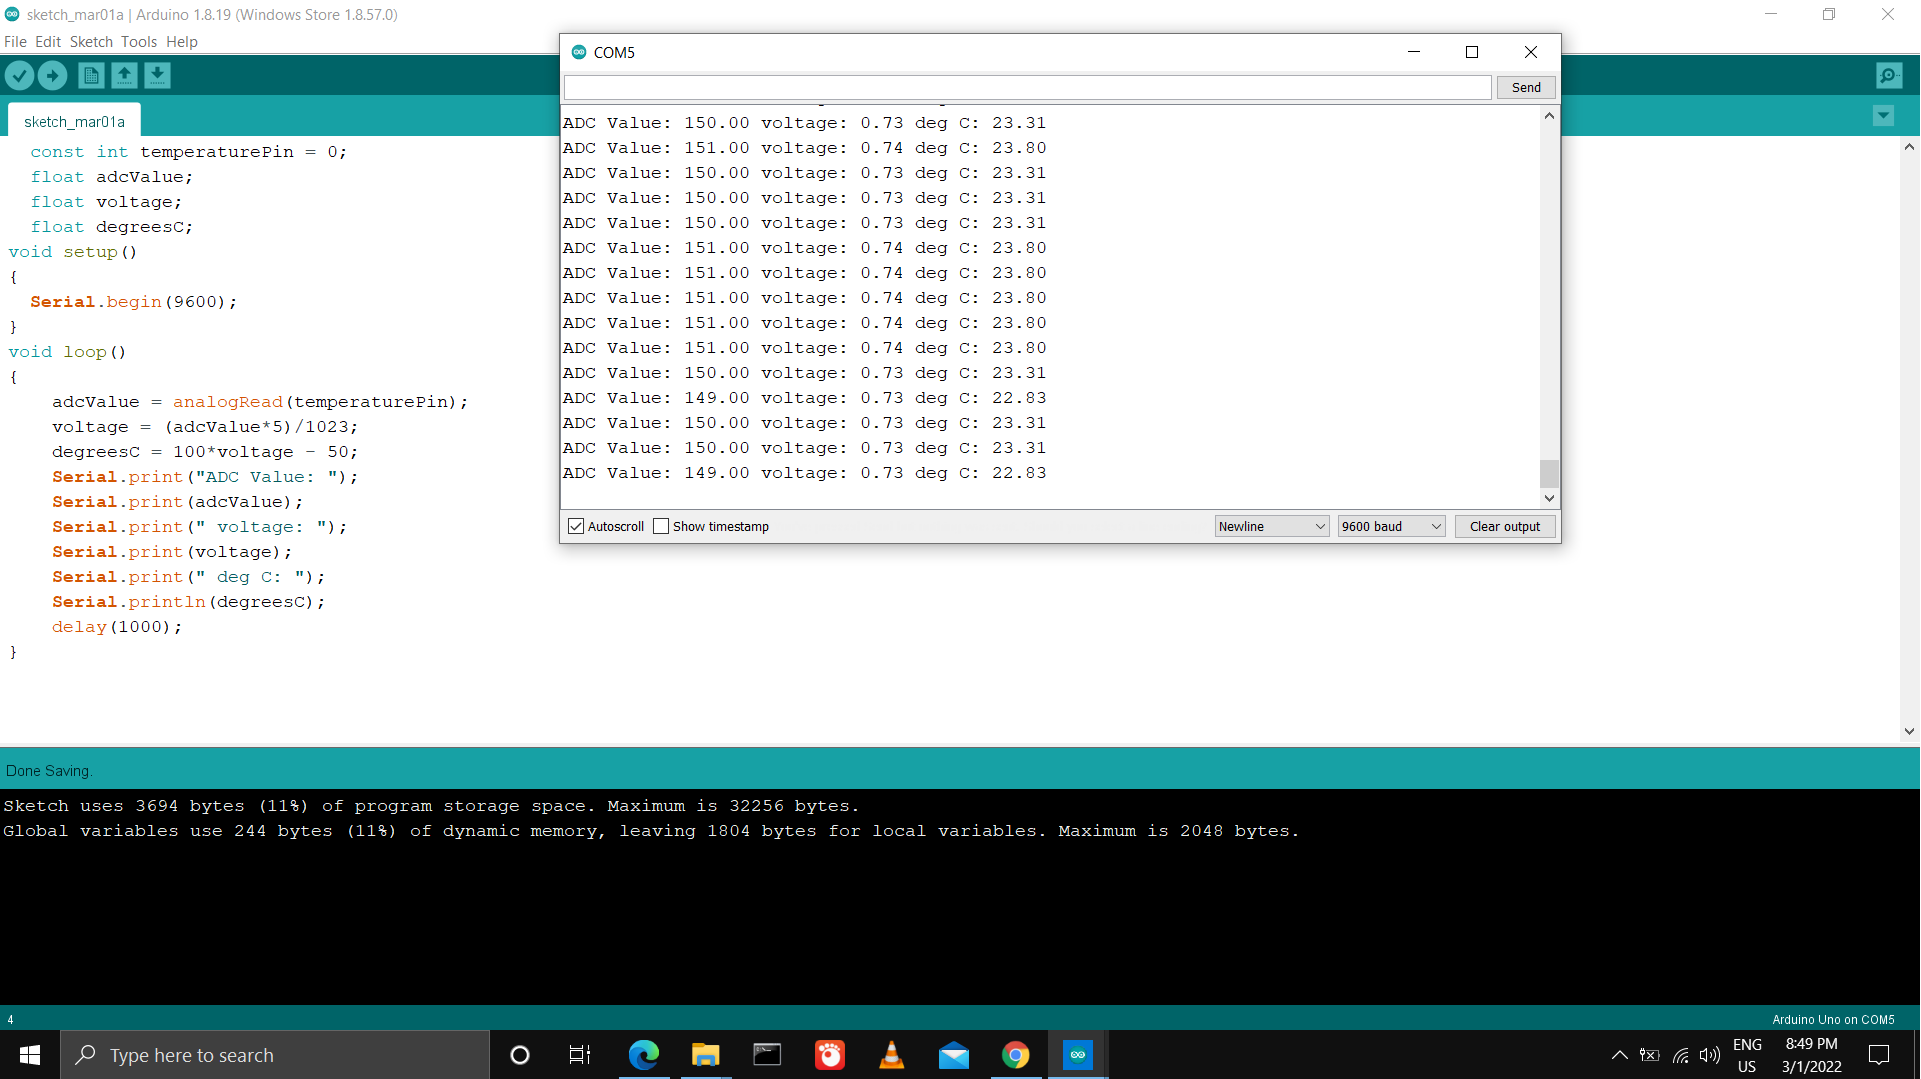 sketch_mar01a | Arduino 1.8.19 (Windows Store 1.8.57.0)
File Edit Sketch Tools Help
sketch_mar01a
const int temperaturePin = 0;
float adcValue;
float voltage;
float degreesC;
void setup()
{
Serial.begin(9600);
}
void loop()
{
adcValue = analogRead(temperaturePin);
voltage = (adcValue*5)/1023;
degreesC = 100*voltage - 50;
Serial.print("ADC Value: ");
Serial.print(adcValue);
Serial.print(" voltage: ");
Serial.print(voltage);
Serial.print(" deg C: ");
Serial.println(degreesC);
delay(1000);
}
COM5
Send
ADC Value: 150.00 voltage: 0.73 deg C: 23.31
ADC Value: 151.00 voltage: 0.74 deg C: 23.80
ADC Value: 150.00 voltage: 0.73 deg C: 23.31
ADC Value: 150.00 voltage: 0.73 deg C: 23.31
ADC Value: 150.00 voltage: 0.73 deg C: 23.31
ADC Value: 151.00 voltage: 0.74 deg C: 23.80
ADC Value: 151.00 voltage: 0.74 deg C: 23.80
ADC Value: 151.00 voltage: 0.74 deg C: 23.80
ADC Value: 151.00 voltage: 0.74 deg C: 23.80
ADC Value: 151.00 voltage: 0.74 deg C: 23.80
ADC Value: 150.00 voltage: 0.73 deg C: 23.31
ADC Value: 149.00 voltage: 0.73 deg C: 22.83
ADC Value: 150.00 voltage: 0.73 deg C: 23.31
ADC Value: 150.00 voltage: 0.73 deg C: 23.31
ADC Value: 149.00 voltage: 0.73 deg C: 22.83
Autoscroll Show timestamp Newline 9600 baud Clear output
Done Saving.
Sketch uses 3694 bytes (11%) of program storage space. Maximum is 32256 bytes.
Global variables use 244 bytes (11%) of dynamic memory, leaving 1804 bytes for local variables. Maximum is 2048 bytes.
4 Arduino Uno on COM5
Type here to search
ENG
US
8:49 PM
3/1/2022